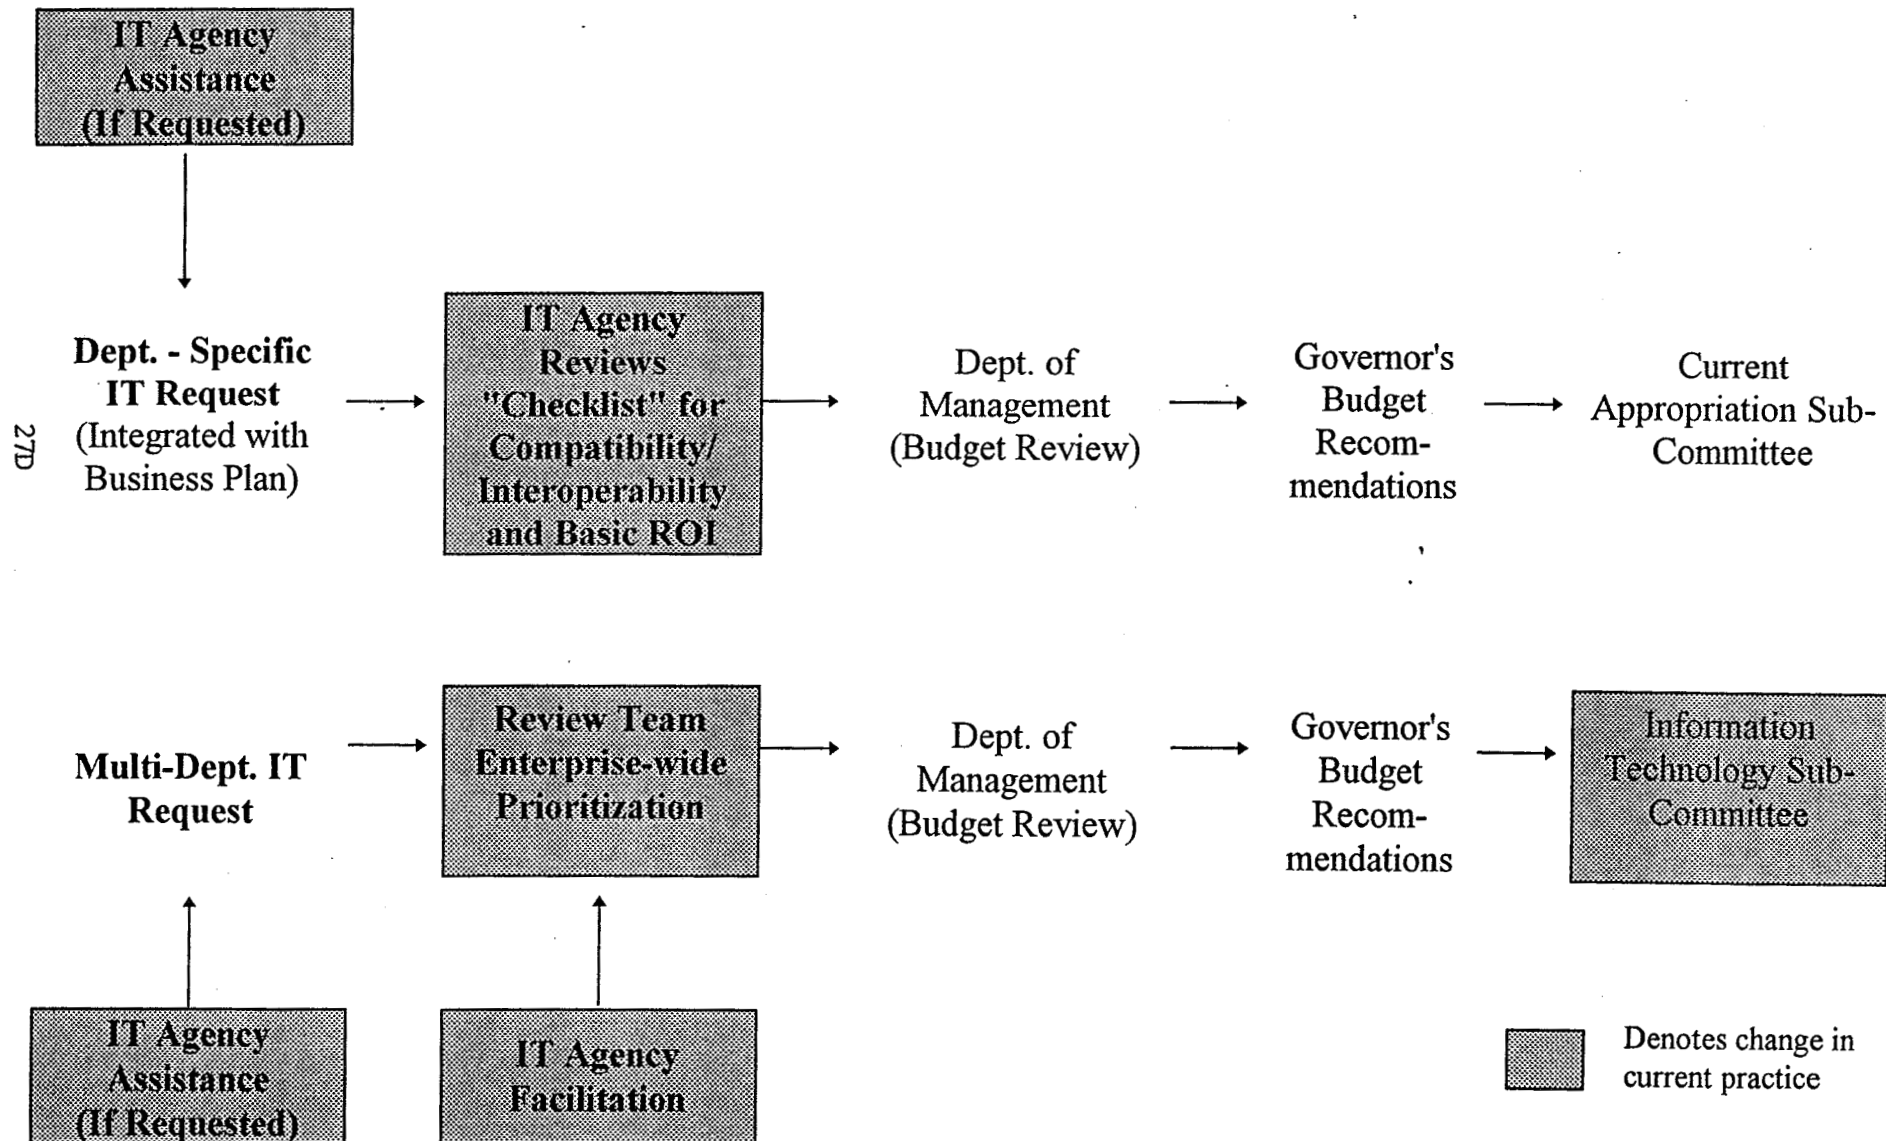 IT Agency
Assistance
(If Requested)
Dept. - Specific
IT Request
(Integrated with
Business Plan)
IT Agency
Reviews
"Checklist" for
Compatibility/
Interoperability
and Basic ROI
Dept. of
Management
(Budget Review)
Governor's
Budget
Recom-
mendations
Current
Appropriation Sub-
Committee
27D
Multi-Dept. IT
Request
Review Team
Enterprise-wide
Prioritization
Dept. of
Management
(Budget Review)
Governor's
Budget
Recom-
mendations
Information
Technology Sub-
Committee
IT Agency
Assistance
(If Requested)
IT Agency
Facilitation
Denotes change in
current practice